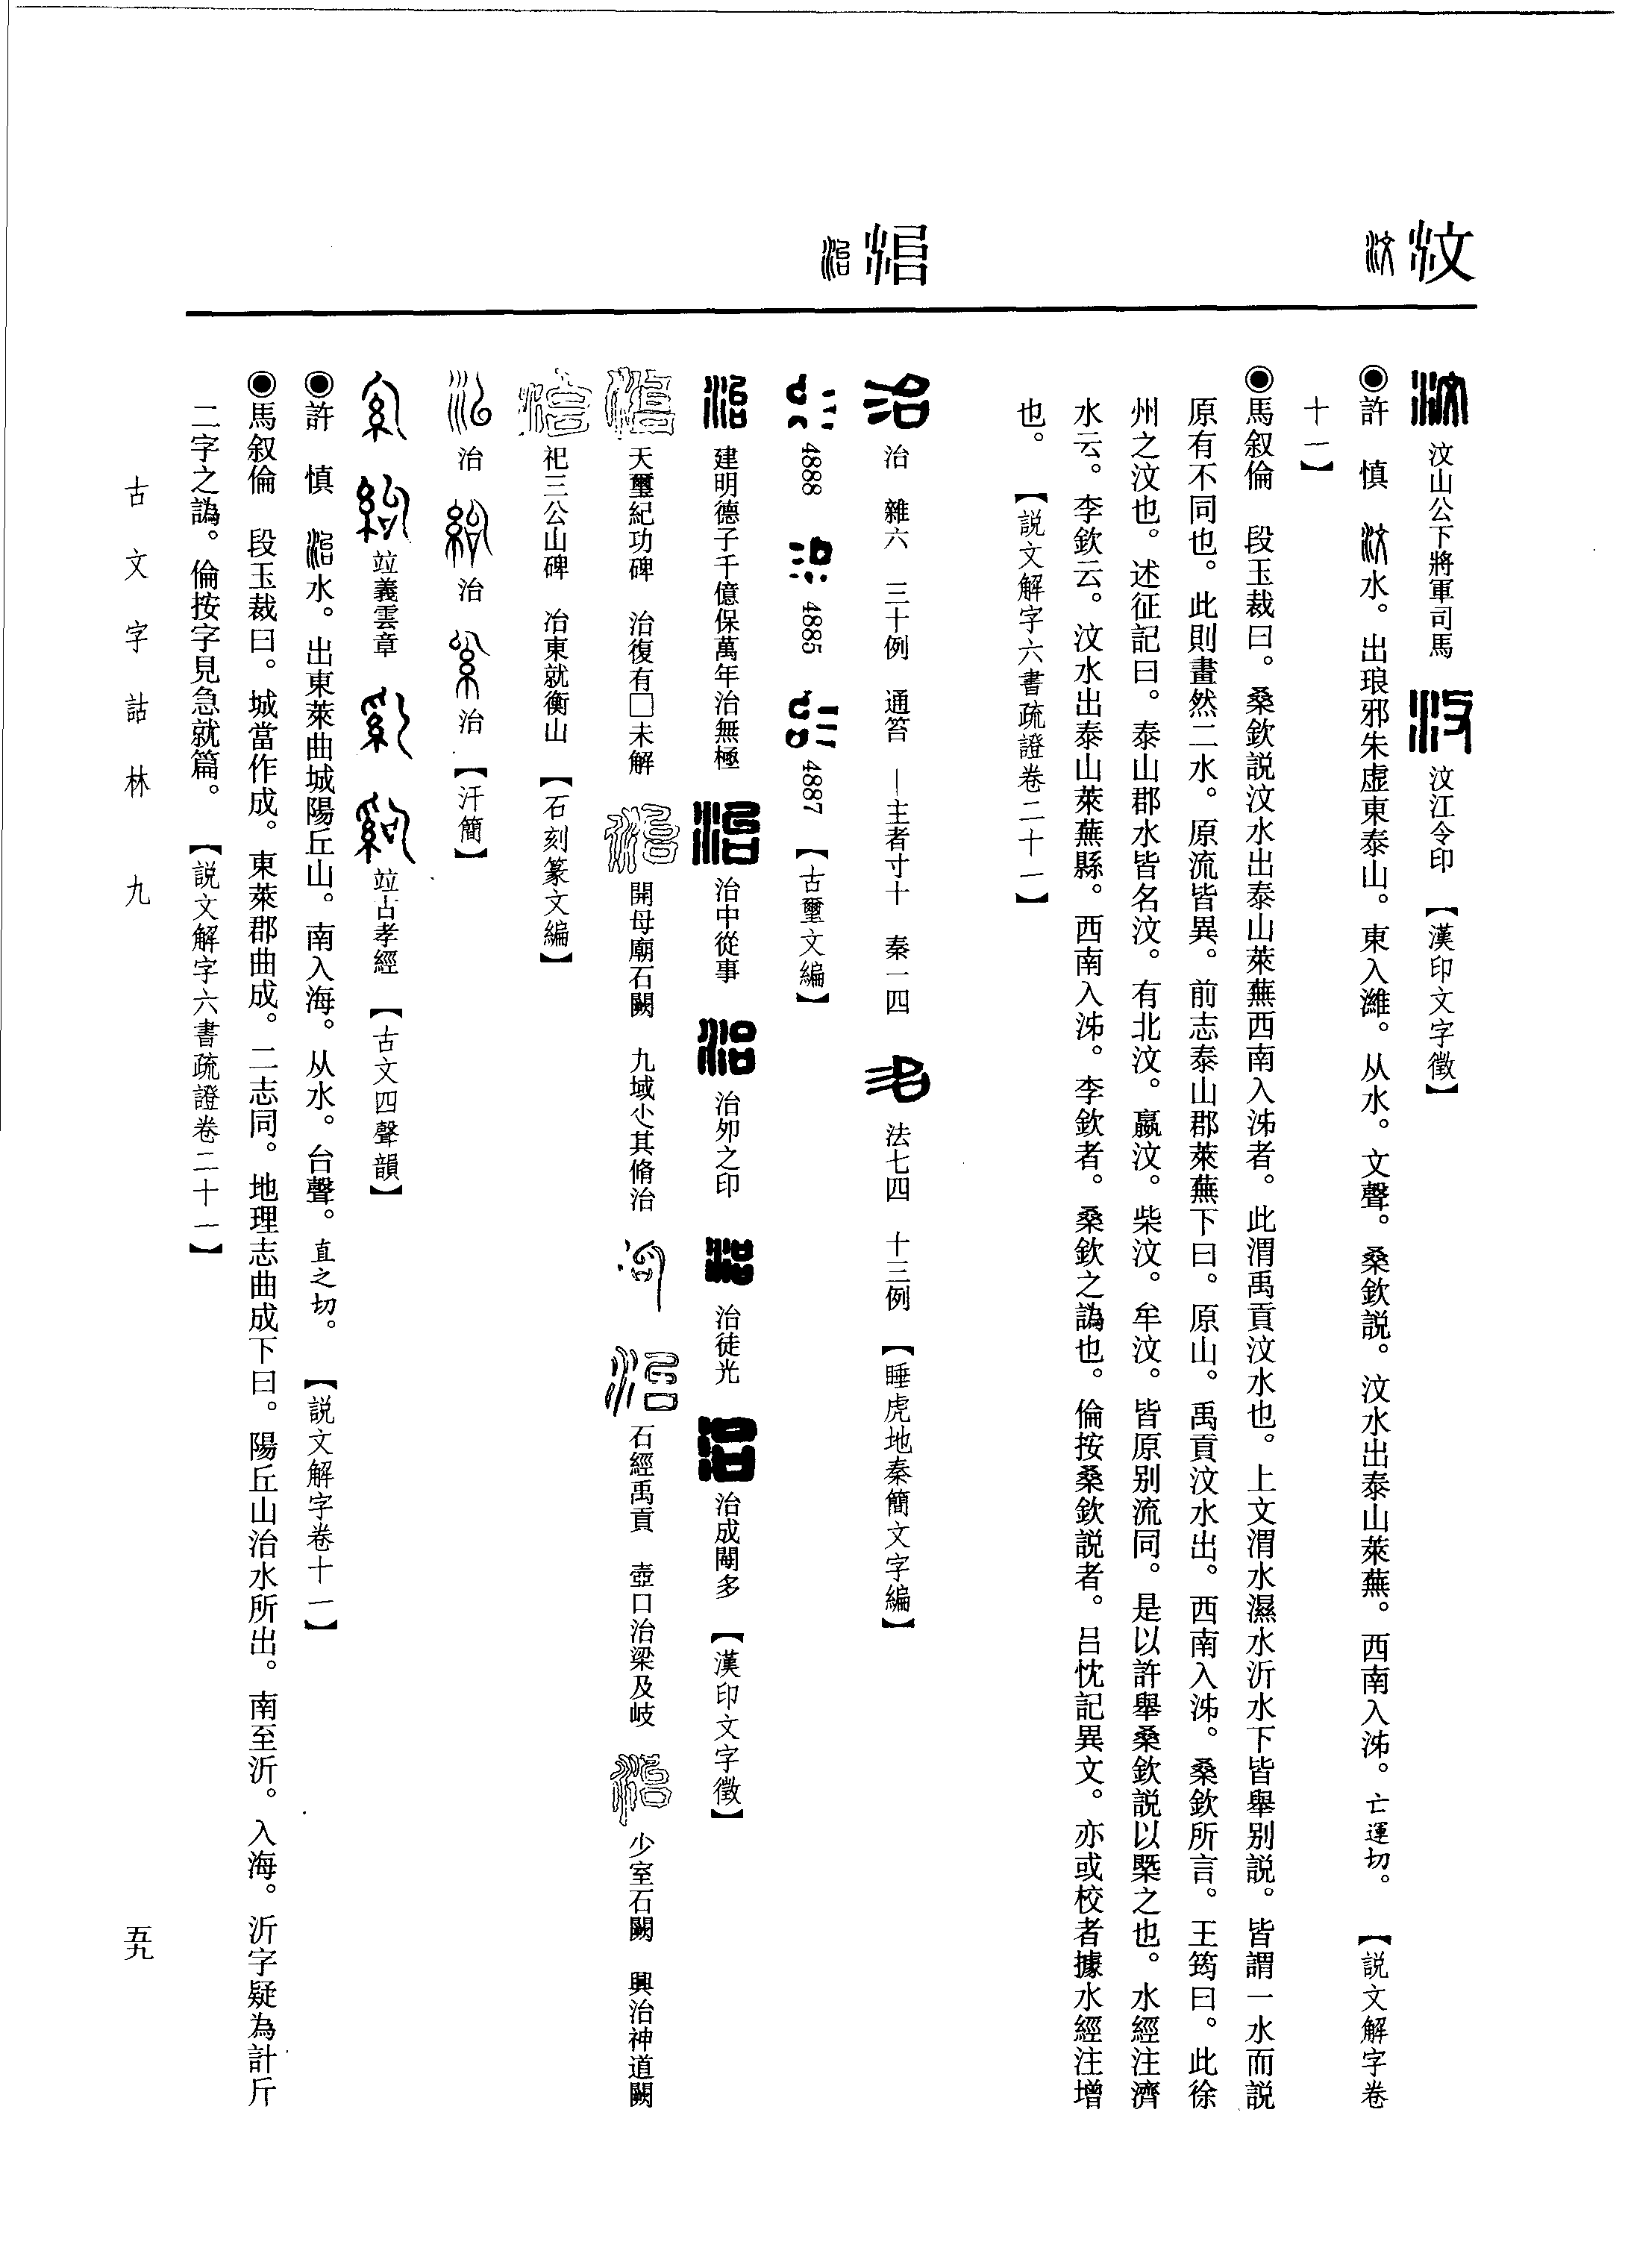 汶
汶山公下將軍司馬　汶江令印　【漢印文字徵】
◉許　慎　汶水。出琅邪朱虛東泰山。東入濰。从水。文聲。桑欽説。汶水出泰山萊蕪。西南入泲。亡運切。　【説文解字卷
十一】
◉馬叙倫　段玉裁曰。桑欽説汶水出泰山萊蕪西南入泲者。此渭禹貢汶水也。上文渭水濕水沂水下皆舉别説。皆謂一水而説
原有不同也。此則畫然二水。原流皆異。前志泰山郡萊蕪下曰。原山。禹貢汶水出。西南入泲。桑欽所言。王筠曰。此徐
州之汶也。述征記曰。泰山郡水皆名汶。有北汶。嬴汶。柴汶。牟汶。皆原别流同。是以許舉桑欽説以槩之也。水經注濟
水云。李欽云。汶水出泰山萊蕪縣。西南入泲。李欽者。桑欽之譌也。倫按桑欽説者。吕忱記異文。亦或校者據水經注增
也。　【説文解字六書疏證卷二十一】
治　雜六　三十例　通笞　—主者寸十　秦一四　法七四　十三例　【睡虎地秦簡文字編】
4888　4885　4887　【古璽文編】
建明德子千億保萬年治無極　治中從事　治夘之印　治徒光　治成闡多　【漢印文字徵】
天璽紀功碑　治復有□未解　開母廟石闕　九域尐其脩治　石經禹貢　壺口治梁及岐　少室石闕　興治神道闕
祀三公山碑　治東就衡山　【石刻篆文編】
治　治　治　【汗簡】
竝義雲章　竝古孝經　【古文四聲韻】
◉許　慎　治水。出東萊曲城陽丘山。南入海。从水。台聲。直之切。　【説文解字卷十一】
◉馬叙倫　段玉裁曰。城當作成。東萊郡曲成。二志同。地理志曲成下曰。陽丘山治水所出。南至沂。入海。沂字疑為計斤
二字之譌。倫按字見急就篇。　【説文解字六書疏證卷二十一】
古文字詁林　九
五九